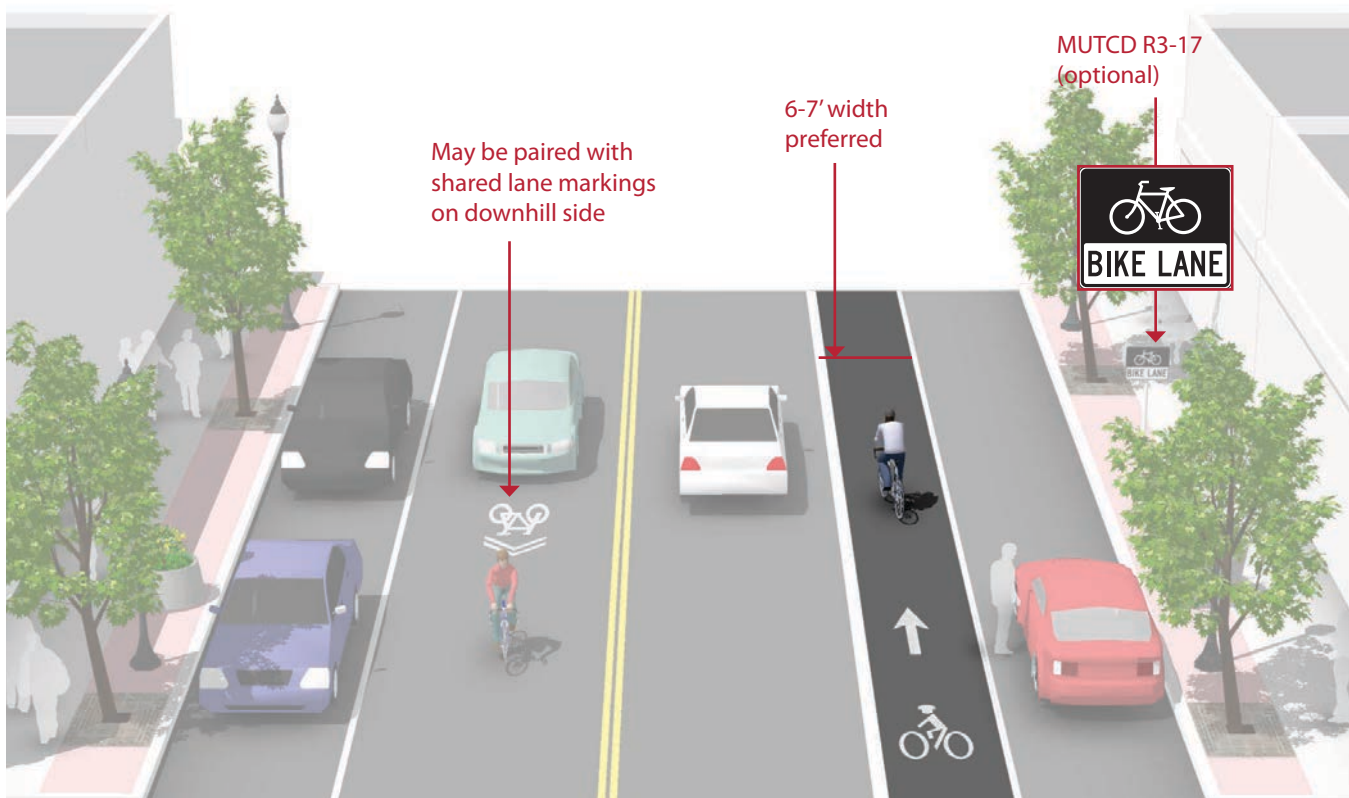 MUTCD R3-17
(optional)
6-7’ width
preferred
May be paired with
shared lane markings
on downhill side
BIKE LANE
BIKE LANE